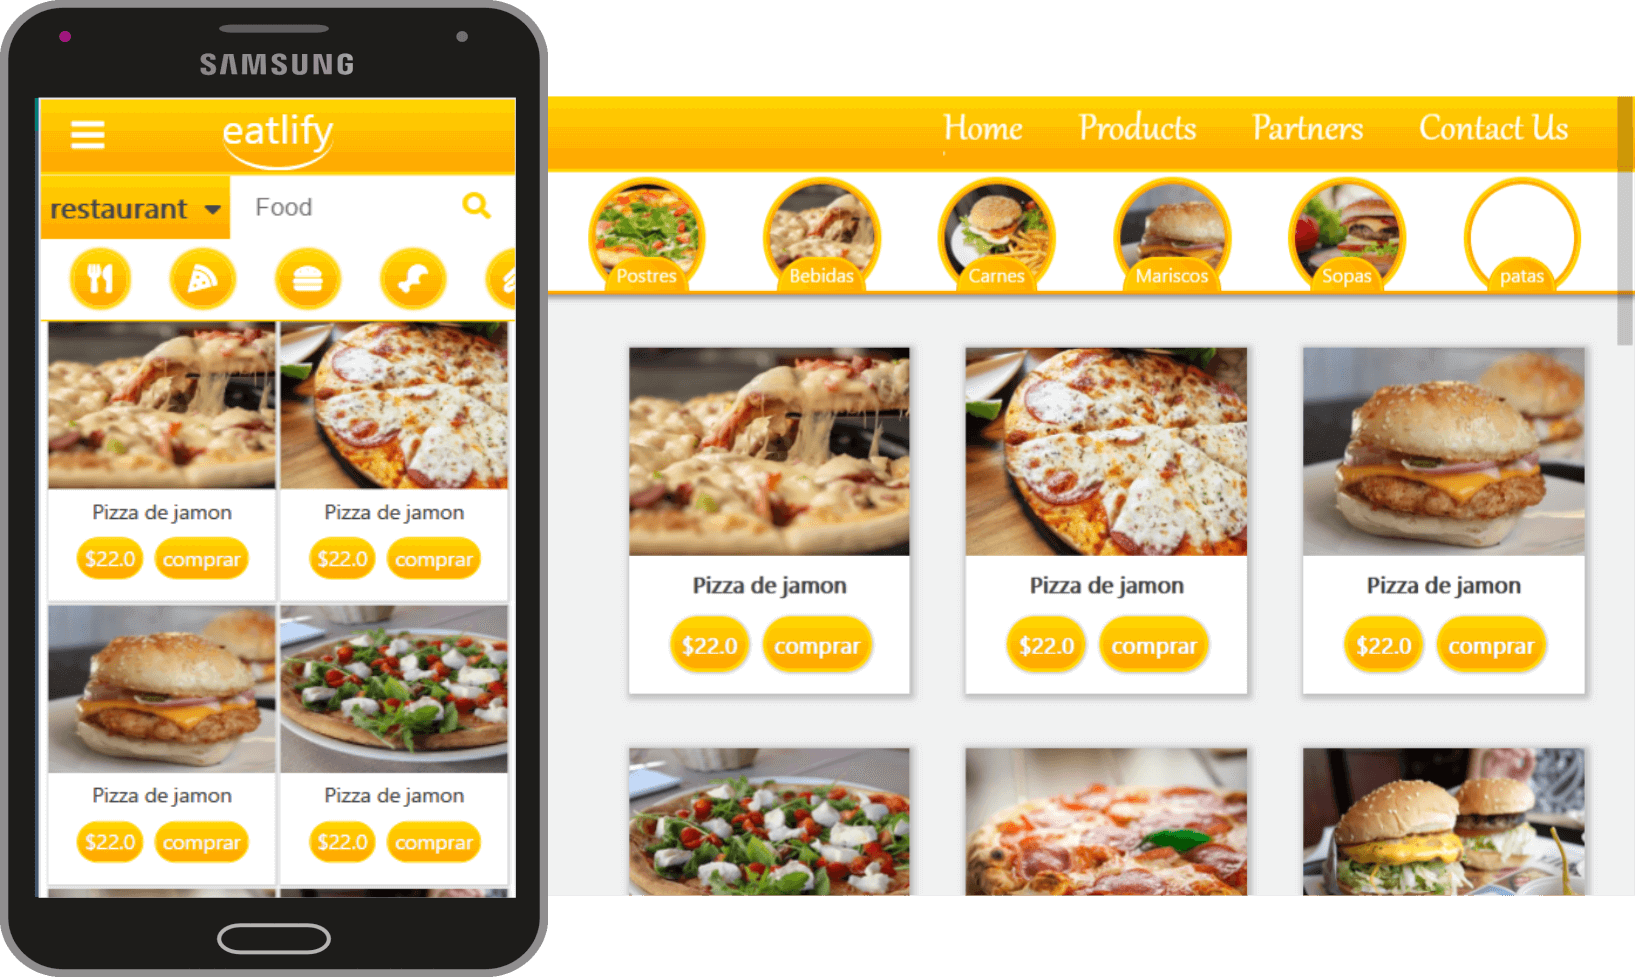 SAMSUNG
eatlify
restaurant Food
Pizza de jamon Pizza de jamon
$22.0 comprar $22.0 comprar
Pizza de jamon Pizza de jamon
$22.0 comprar $22.0 comprar
Home Products Partners Contact Us
Postres Bebidas Carnes Mariscos Sopas patas
Pizza de jamon Pizza de jamon Pizza de jamon
$22.0 comprar $22.0 comprar $22.0 comprar